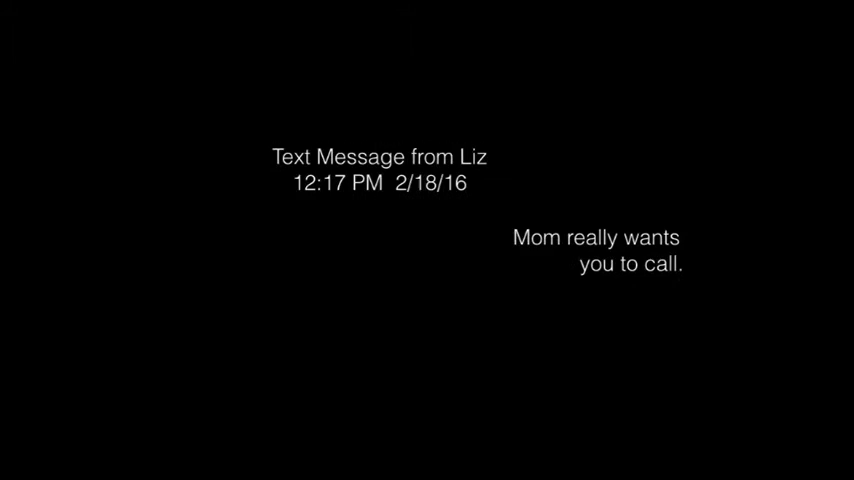 Text Message from Liz
12:17 PM 2/18/16
Mom really wants
you to call.